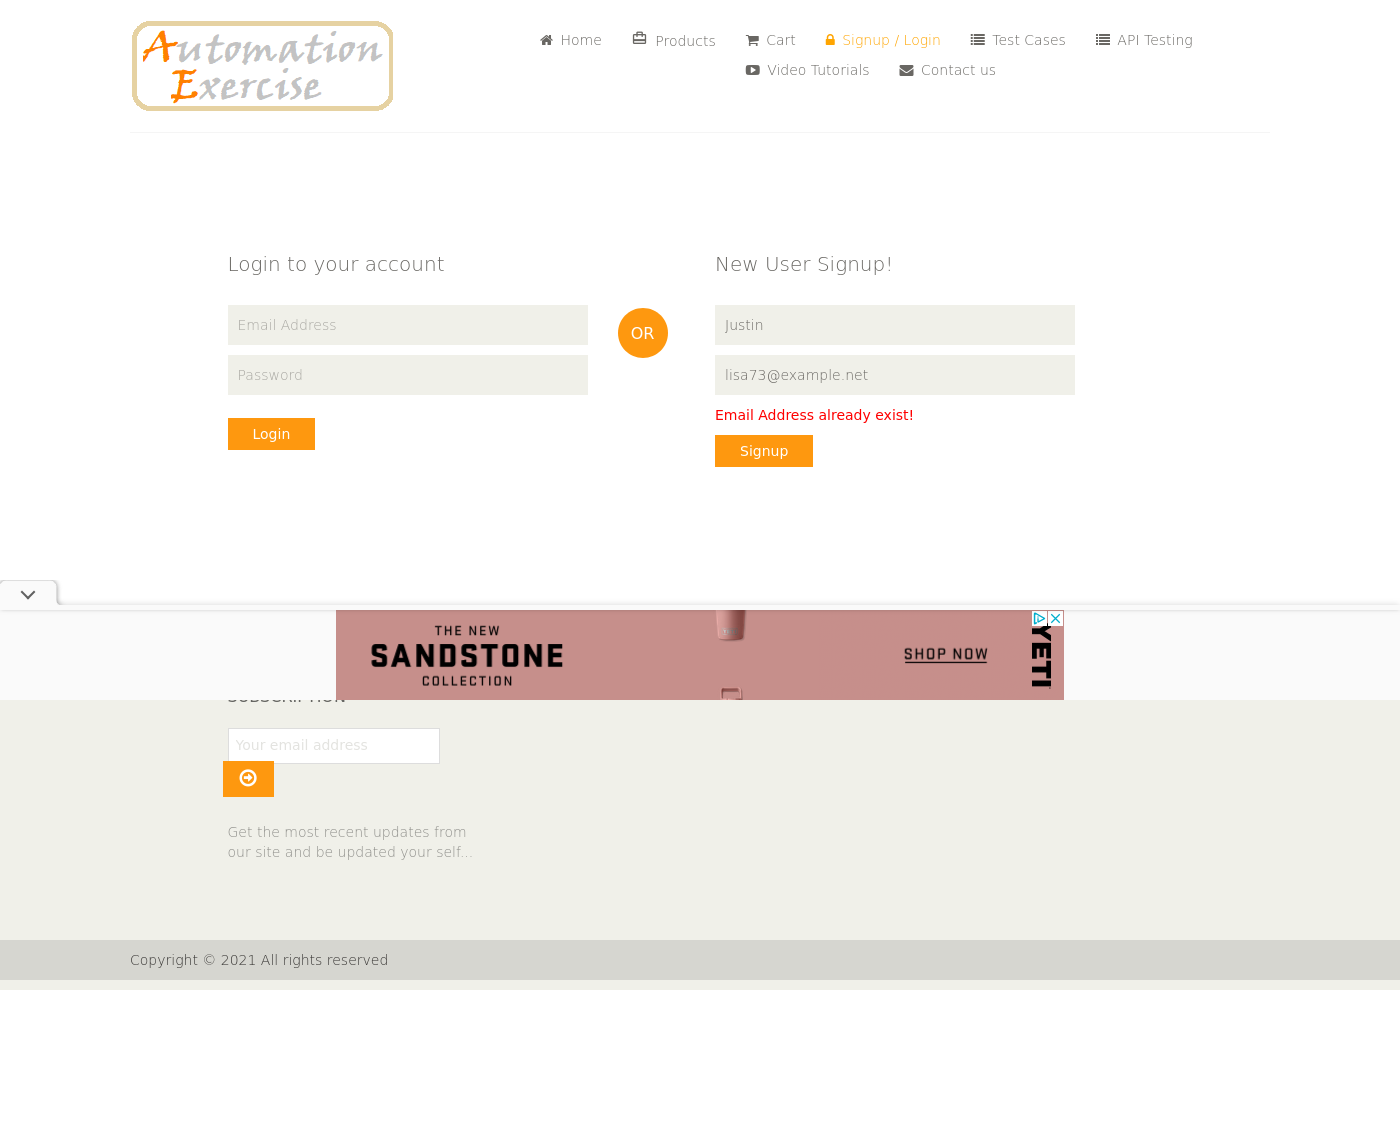 Automation
Exercise
Home
Products
Cart
Signup / Login
Test Cases
API Testing
Video Tutorials
Contact us
Login to your account
Email Address
Password
Login
OR
New User Signup!
Justin
lisa73@example.net
Email Address already exist!
Signup
THE NEW
SANDSTONE
COLLECTION
SHOP NOW
YETI
SUBSCRIPTION
Your email address
Get the most recent updates from
our site and be updated your self...
Copyright © 2021 All rights reserved